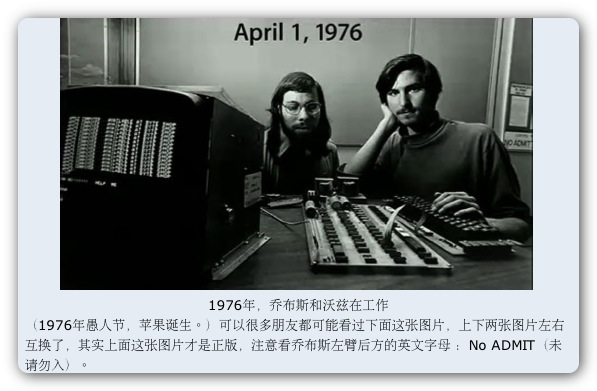 April 1, 1976
HELP ME
NO ADMIT
1976年，乔布斯和沃兹在工作
（1976年愚人节，苹果诞生。）可以很多朋友都可能看过下面这张图片，上下两张图片左右
互换了，其实上面这张图片才是正版，注意看乔布斯左臂后方的英文字母 ： No ADMIT（未
请勿入）。